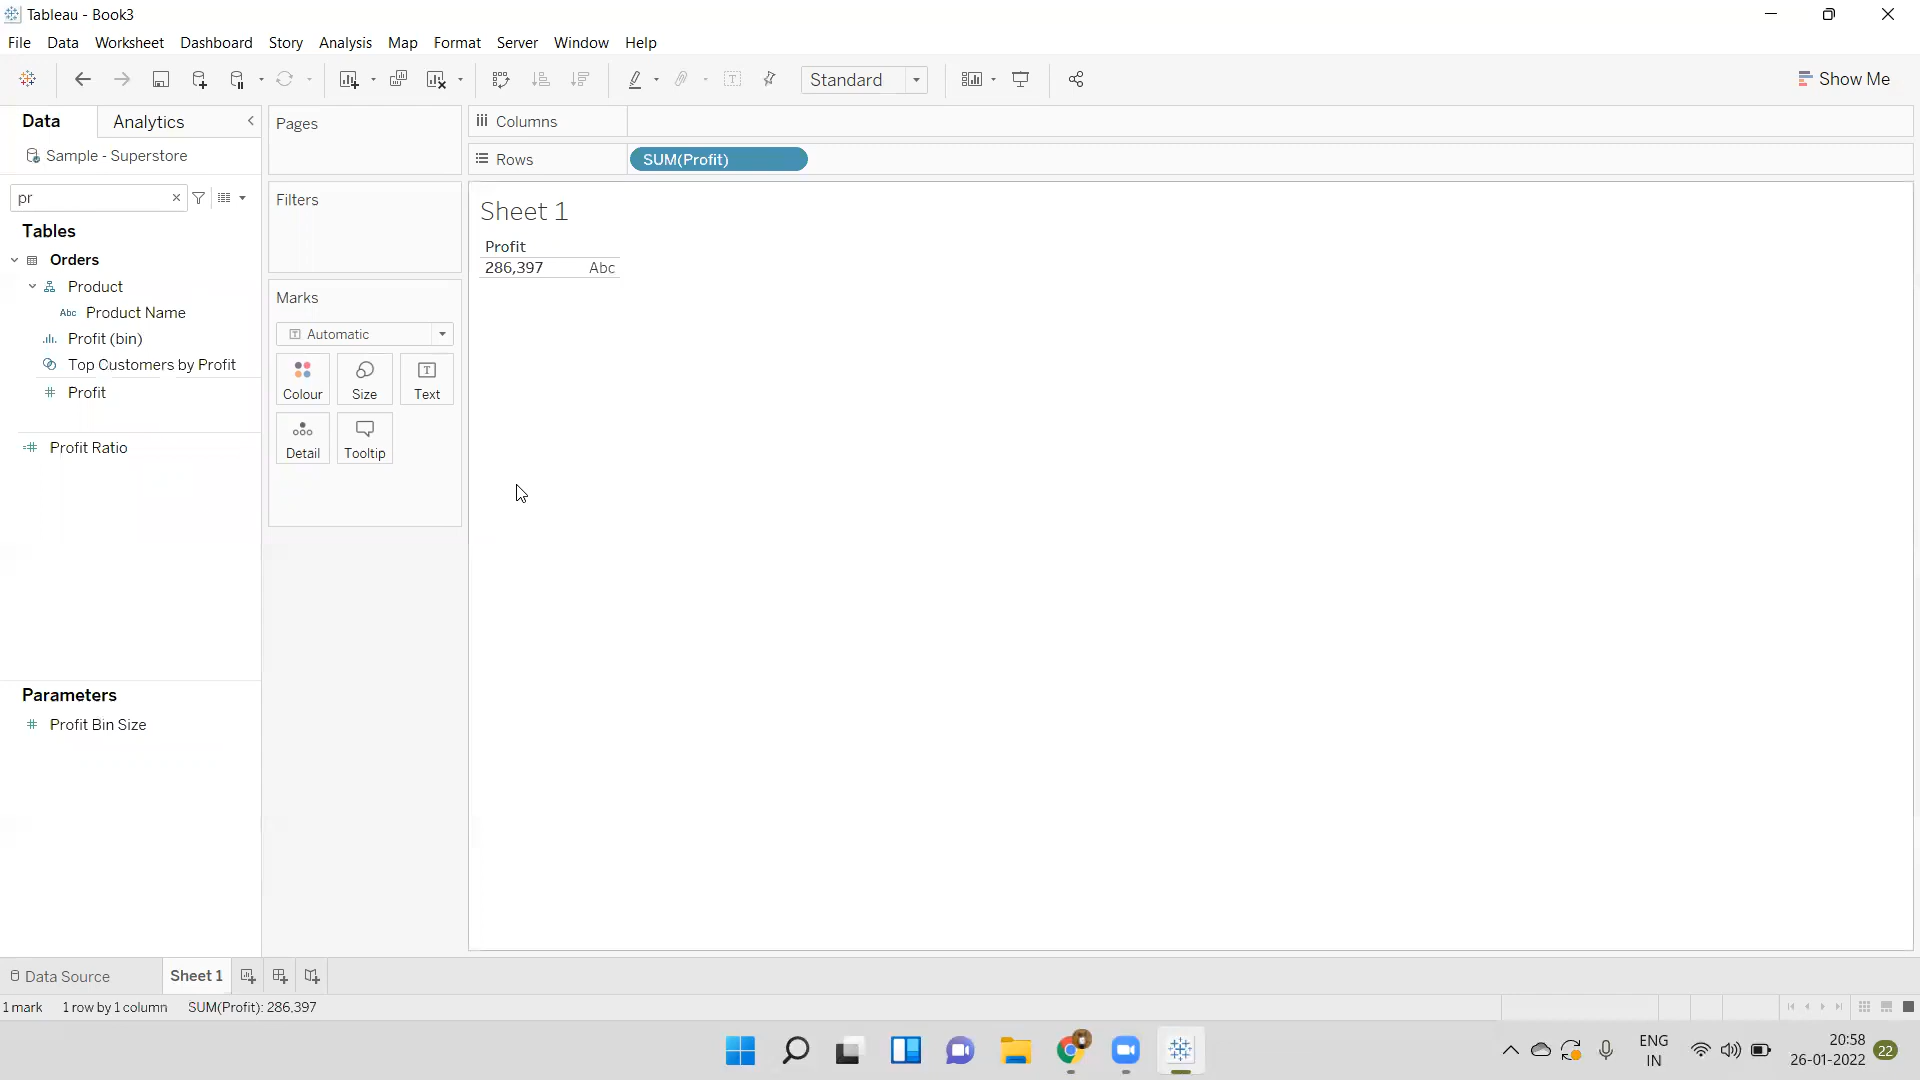 Tableau - Book3
File Data Worksheet Dashboard Story Analysis Map Format Server Window Help
Standard
Show Me
Data
Analytics
Sample - Superstore
pr
Tables
Orders
Product
Abc Product Name
Profit (bin)
Top Customers by Profit
# Profit
=# Profit Ratio
Parameters
# Profit Bin Size
Pages
Filters
Marks
T Automatic
Colour
Size
T Text
Detail
Tooltip
Columns
Rows
SUM(Profit)
Sheet 1
Profit
286,397 Abc
Data Source
Sheet 1
1 mark 1 row by 1 column SUM(Profit): 286,397
ENG
IN
20:58
26-01-2022
22